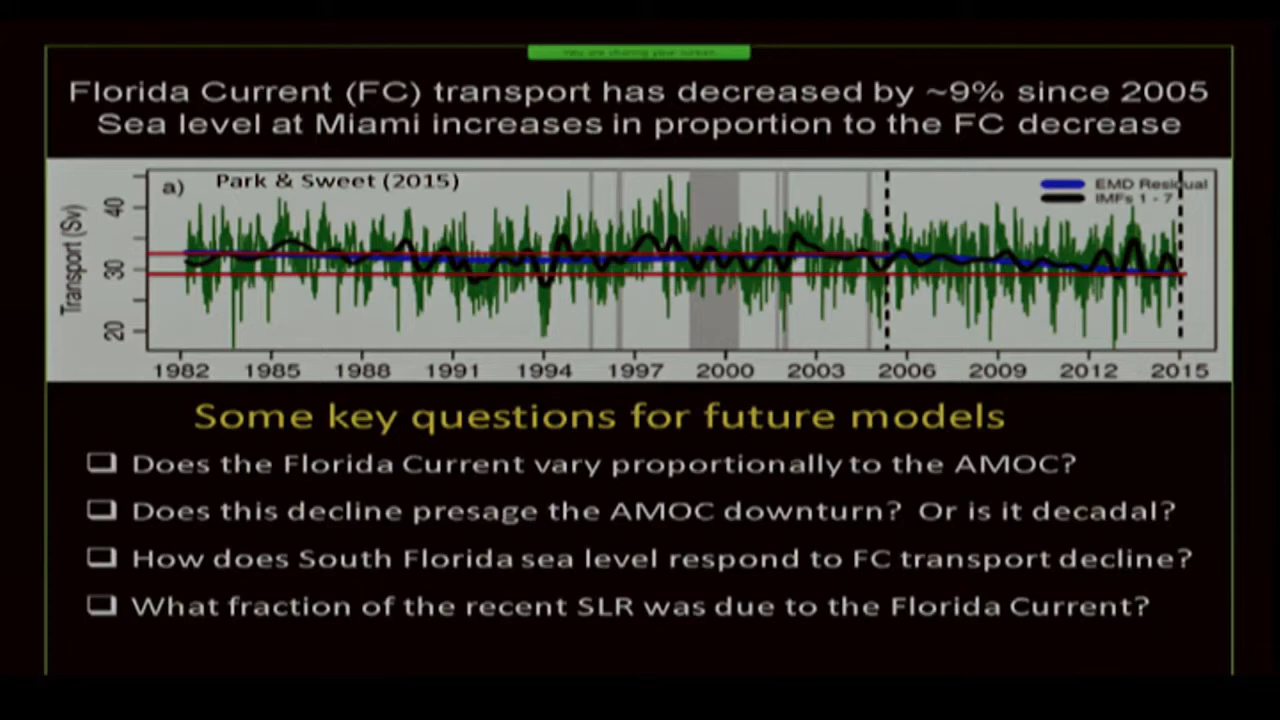 You are sharing your screen
Florida Current (FC) transport has decreased by ~9% since 2005
Sea level at Miami increases in proportion to the FC decrease
a) Park & Sweet (2015)
EMD Residual
IMFs 1 - 7
Transport (Sv)
40
30
20
1982 1985 1988 1991 1994 1997 2000 2003 2006 2009 2012 2015
Some key questions for future models
❑ Does the Florida Current vary proportionally to the AMOC?
❑ Does this decline presage the AMOC downturn? Or is it decadal?
❑ How does South Florida sea level respond to FC transport decline?
❑ What fraction of the recent SLR was due to the Florida Current?